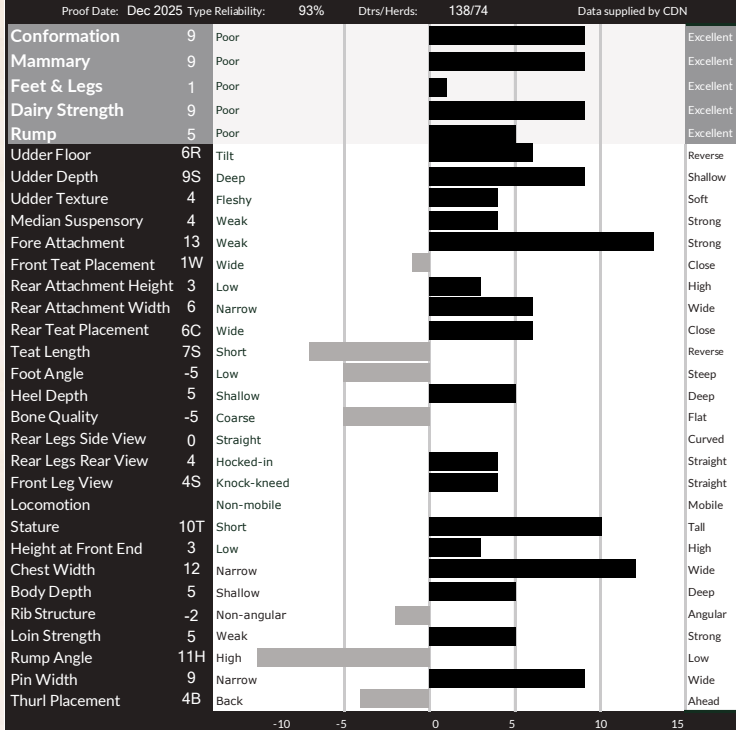 Proof Date: Dec 2025 Type Reliability: 93% Dtrs/Herds: 138/74 Data supplied by CDN
Conformation 9 Poor Excellent
Mammary 9 Poor Excellent
Feet & Legs 1 Poor Excellent
Dairy Strength 9 Poor Excellent
Rump 5 Poor Excellent
Udder Floor 6R Tilt Reverse
Udder Depth 9S Deep Shallow
Udder Texture 4 Fleshy Soft
Median Suspensory 4 Weak Strong
Fore Attachment 13 Weak Strong
Front Teat Placement 1W Wide Close
Rear Attachment Height 3 Low High
Rear Attachment Width 6 Narrow Wide
Rear Teat Placement 6C Wide Close
Teat Length 7S Short Reverse
Foot Angle -5 Low Steep
Heel Depth 5 Shallow Deep
Bone Quality -5 Coarse Flat
Rear Legs Side View 0 Straight Curved
Rear Legs Rear View 4 Hocked-in Straight
Front Leg View 4S Knock-kneed Straight
Locomotion Non-mobile Mobile
Stature 10T Short Tall
Height at Front End 3 Low High
Chest Width 12 Narrow Wide
Body Depth 5 Shallow Deep
Rib Structure -2 Non-angular Angular
Loin Strength 5 Weak Strong
Rump Angle 11H High Low
Pin Width 9 Narrow Wide
Thurl Placement 4B Back Ahead
-10 -5 0 5 10 15